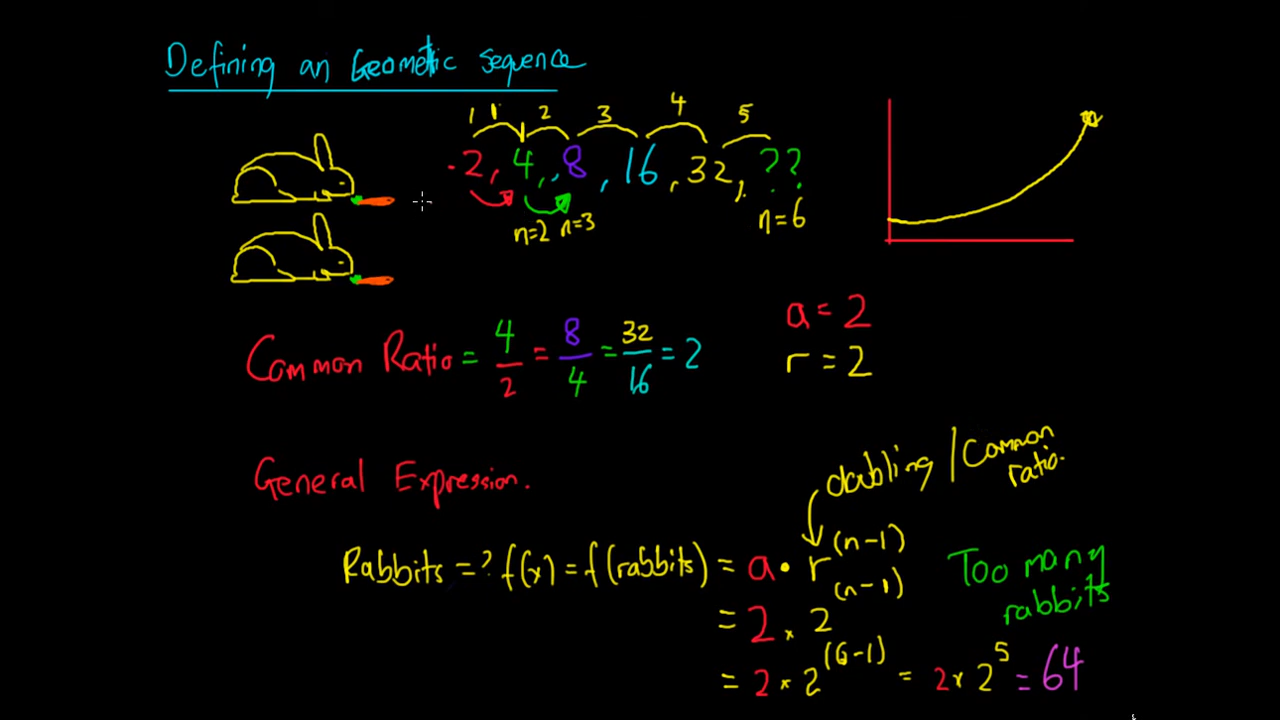 Defining an Geometric sequence
1 1 2 3 4 5
2, 4, 8, 16, 32, ??
n=2 n=3 n=6
a = 2
Common Ratio = 4/2 = 8/4 = 32/16 = 2
r = 2
doubling / Common ratio.
General Expression.
Rabbits = ? f(x) = f(rabbits) = a • r^(n-1)
Too many rabbits
= 2 × 2^(n-1)
= 2 × 2^(6-1) = 2 × 2^5 = 64